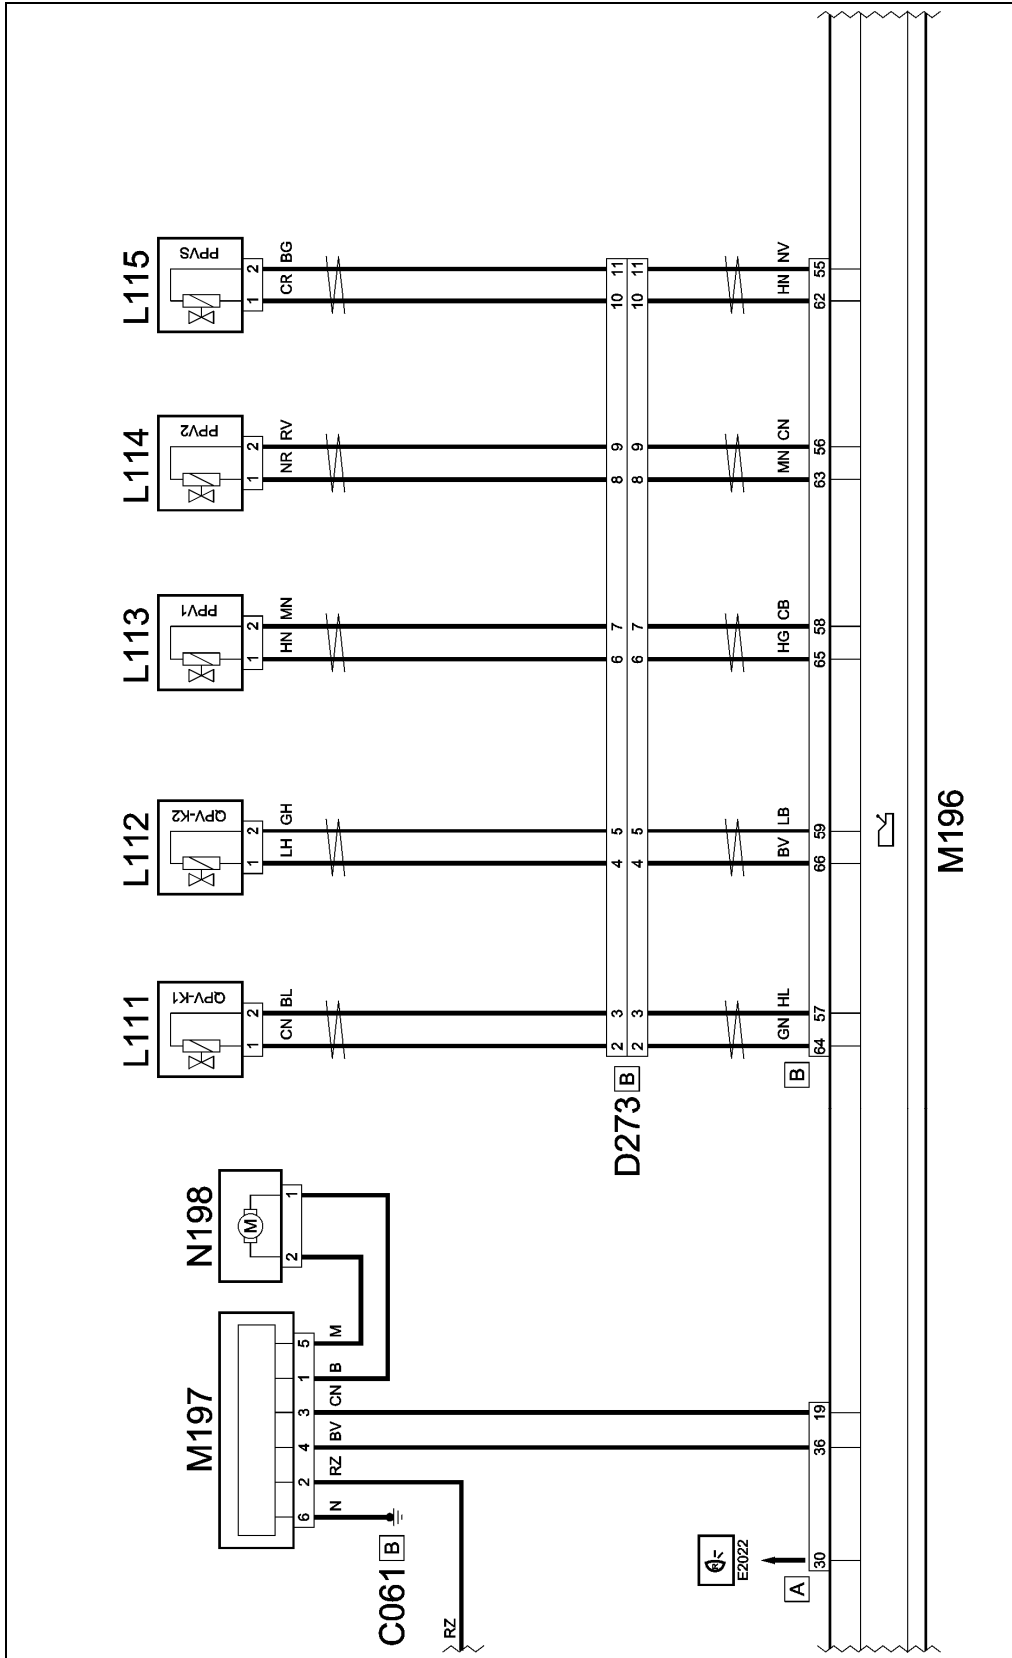 L111 L112 L113 L114 L115
QPV-K1 QPV-K2 PPV1 PPV2 PPVS
1 2 1 2 1 2 1 2 1 2
CN BL LH GH HN MN NR RV CR BG
M197 N198
M
2 1
6 2 4 3 1 5
N RZ BV CN B M
C061 B
RZ
D273 B
2 3 4 5 6 7 8 9 10 11
2 3 4 5 6 7 8 9 10 11
R
E2022
GN HL BV LB HG CB MN CN HN NV
A 30 36 19 B 64 57 66 59 65 58 63 56 62 55
M196